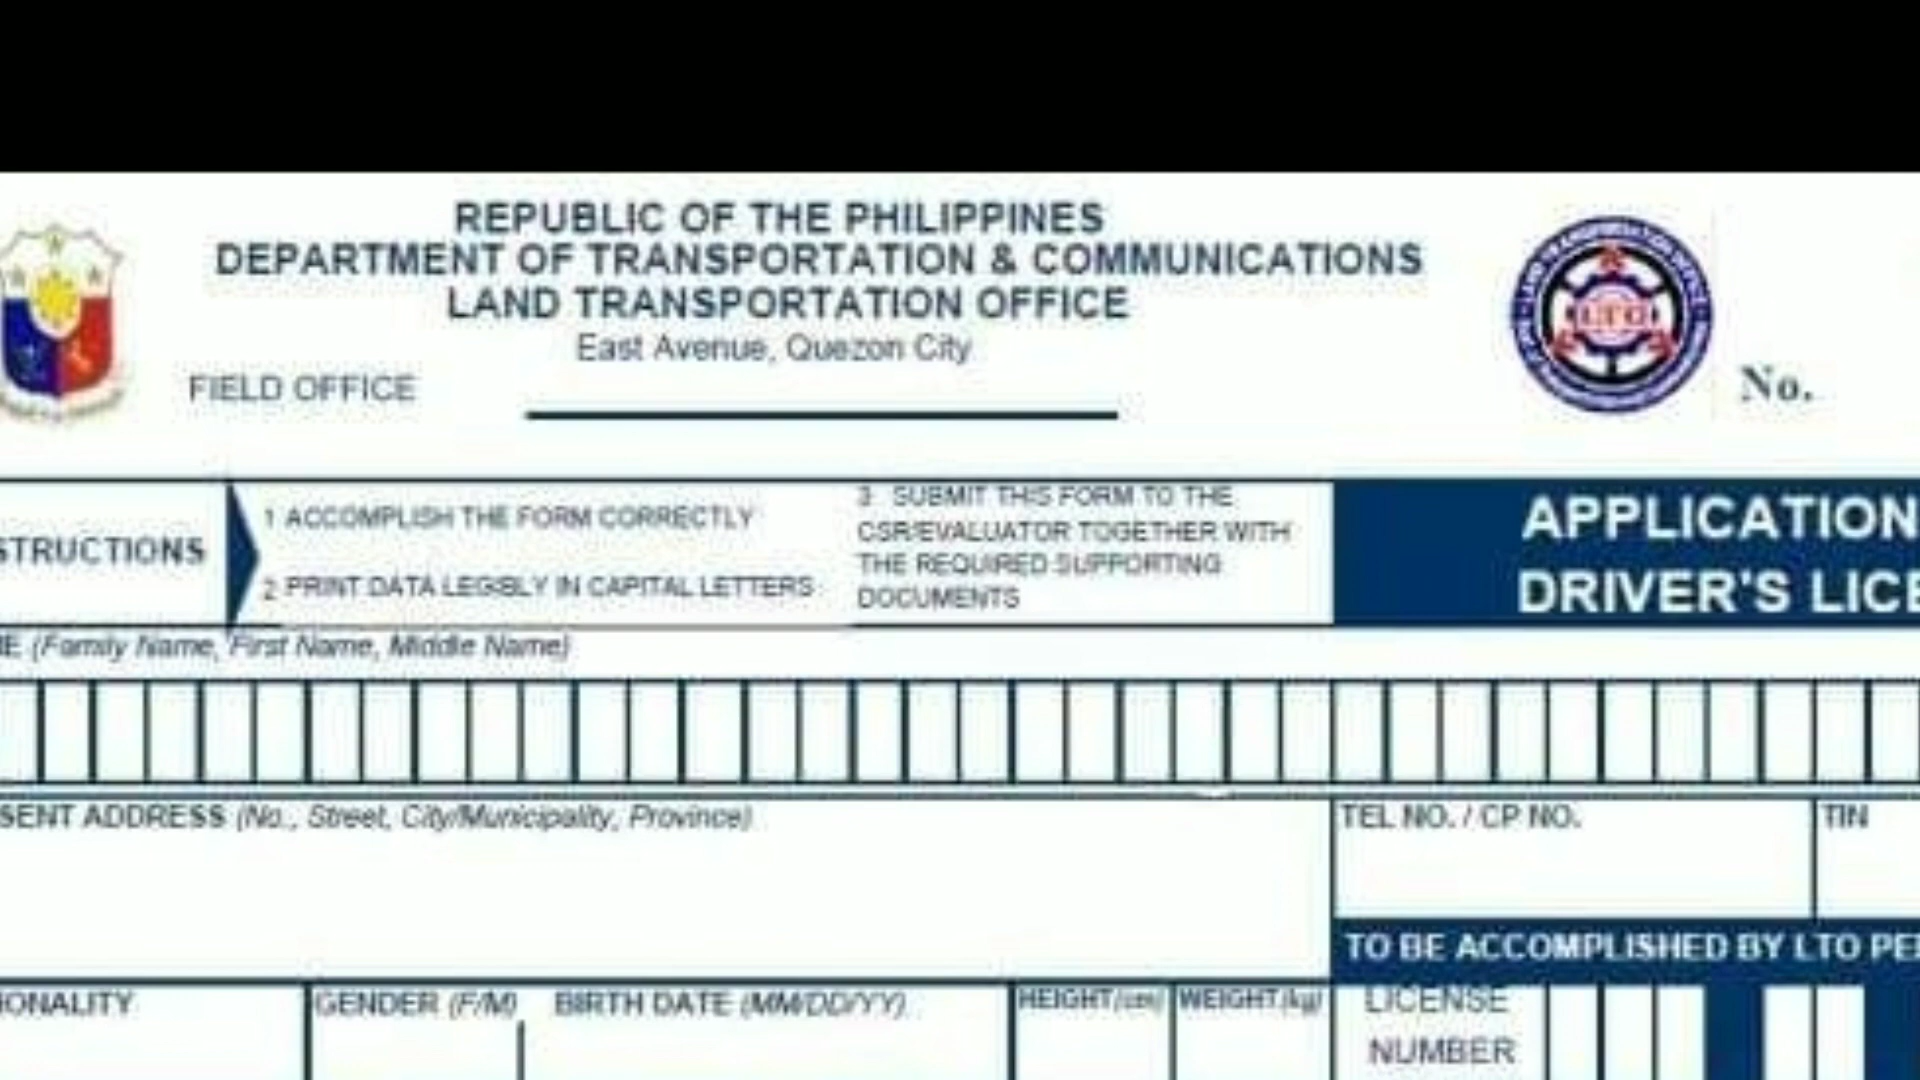 REPUBLIC OF THE PHILIPPINES
DEPARTMENT OF TRANSPORTATION & COMMUNICATIONS
LAND TRANSPORTATION OFFICE
East Avenue, Quezon City
FIELD OFFICE
LTO
No.
STRUCTIONS
1 ACCOMPLISH THE FORM CORRECTLY
2 PRINT DATA LEGIBLY IN CAPITAL LETTERS
3 SUBMIT THIS FORM TO THE
CSR/EVALUATOR TOGETHER WITH
THE REQUIRED SUPPORTING
DOCUMENTS
APPLICATION
DRIVER'S LICE
E (Family Name, First Name, Middle Name)
SENT ADDRESS (No., Street, City/Municipality, Province)
TEL NO. / CP NO.
TIN
TO BE ACCOMPLISHED BY LTO PE
IONALITY
GENDER (F/M)
BIRTH DATE (MM/DD/YY)
HEIGHT (cm)
WEIGHT (kg)
LICENSE
NUMBER